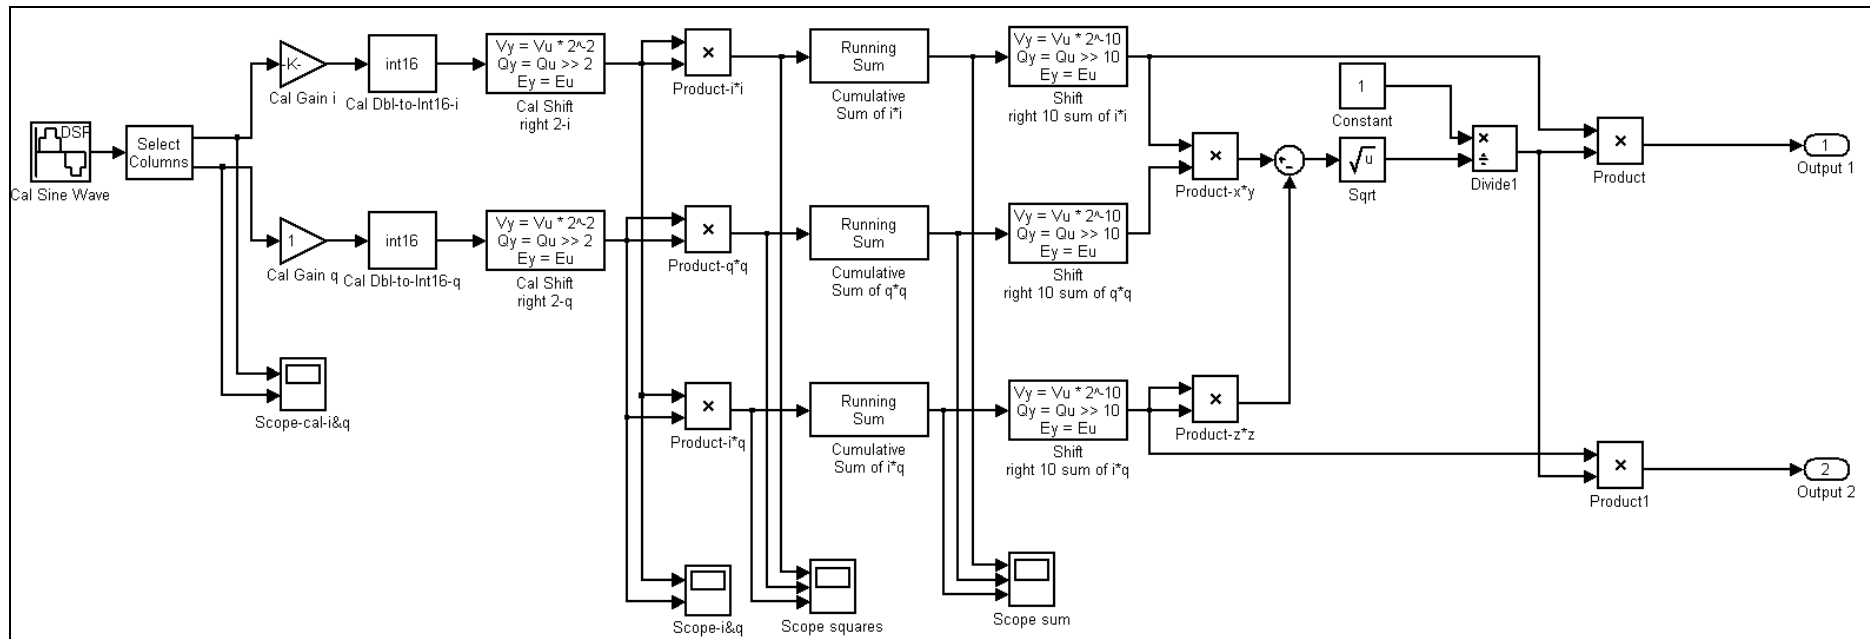 DSP
Cal Sine Wave
Select
Columns
-K-
Cal Gain i
int16
Cal Dbl-to-Int16-i
Vy = Vu * 2^-2
Qy = Qu >> 2
Ey = Eu
Cal Shift
right 2-i
×
Product-i*i
Running
Sum
Cumulative
Sum of i*i
Vy = Vu * 2^-10
Qy = Qu >> 10
Ey = Eu
Shift
right 10 sum of i*i
1
Constant
×
Product-x*y
+
-
√u
Sqrt
×
÷
Divide1
×
Product
1
Output 1
1
Cal Gain q
int16
Cal Dbl-to-Int16-q
Vy = Vu * 2^-2
Qy = Qu >> 2
Ey = Eu
Cal Shift
right 2-q
×
Product-q*q
Running
Sum
Cumulative
Sum of q*q
Vy = Vu * 2^-10
Qy = Qu >> 10
Ey = Eu
Shift
right 10 sum of q*q
Scope-cal-i&q
×
Product-i*q
Running
Sum
Cumulative
Sum of i*q
Vy = Vu * 2^-10
Qy = Qu >> 10
Ey = Eu
Shift
right 10 sum of i*q
×
Product-z*z
×
Product1
2
Output 2
Scope-i&q
Scope squares
Scope sum